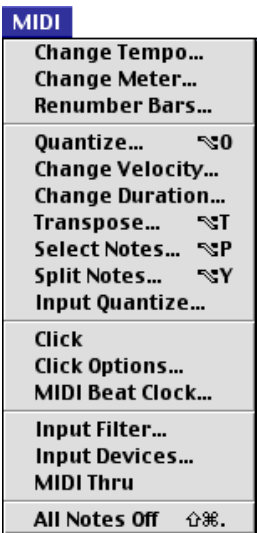 MIDI
Change Tempo...
Change Meter...
Renumber Bars...
Quantize... ⌥0
Change Velocity...
Change Duration...
Transpose... ⌥T
Select Notes... ⌥P
Split Notes... ⌥Y
Input Quantize...
Click
Click Options...
MIDI Beat Clock...
Input Filter...
Input Devices...
MIDI Thru
All Notes Off ⇧⌘.